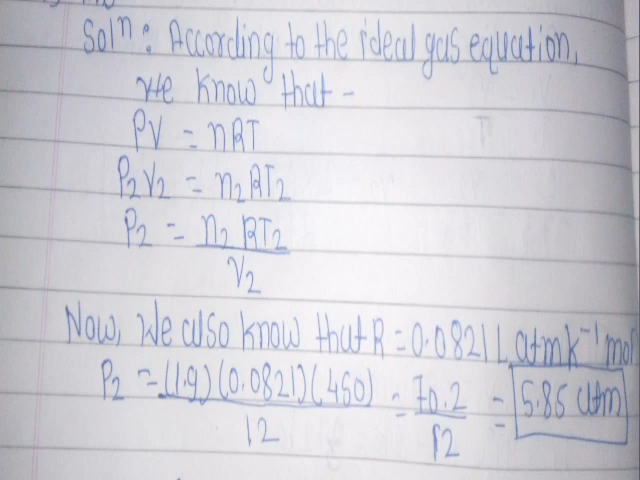 Solⁿ: According to the ideal gas equation,
We know that -
PV = nRT
P₂V₂ = n₂RT₂
P₂ = n₂RT₂
V₂
Now, We also know that R = 0.0821 L atm k⁻¹ mol
P₂ = (1.9)(0.0821)(450) = 70.2 = 5.85 atm
12 12